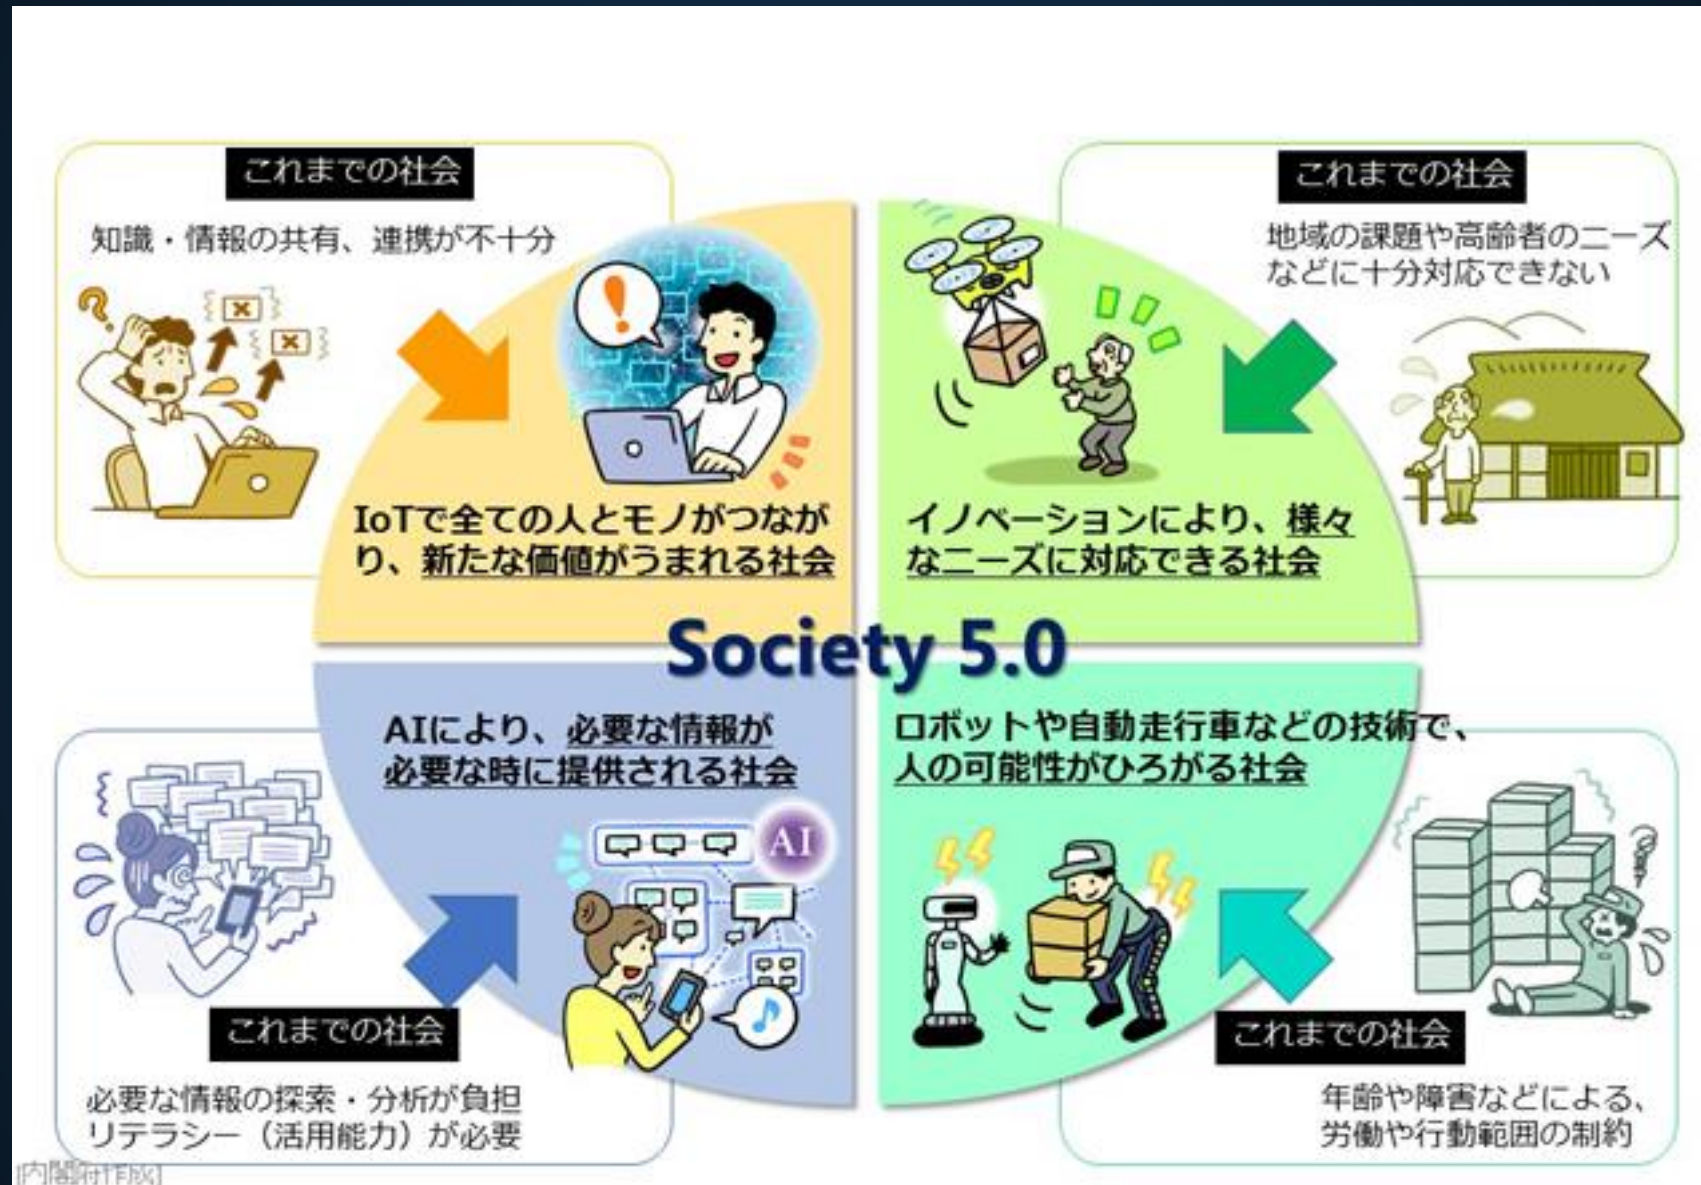 これまでの社会
知識・情報の共有、連携が不十分
IoTで全ての人とモノがつなが
り、新たな価値がうまれる社会
これまでの社会
地域の課題や高齢者のニーズ
などに十分対応できない
イノベーションにより、様々
なニーズに対応できる社会
Society 5.0
AIにより、必要な情報が
必要な時に提供される社会
AI
これまでの社会
必要な情報の探索・分析が負担
リテラシー（活用能力）が必要
ロボットや自動走行車などの技術で、
人の可能性がひろがる社会
これまでの社会
年齢や障害などによる、
労働や行動範囲の制約
[内閣府作成]